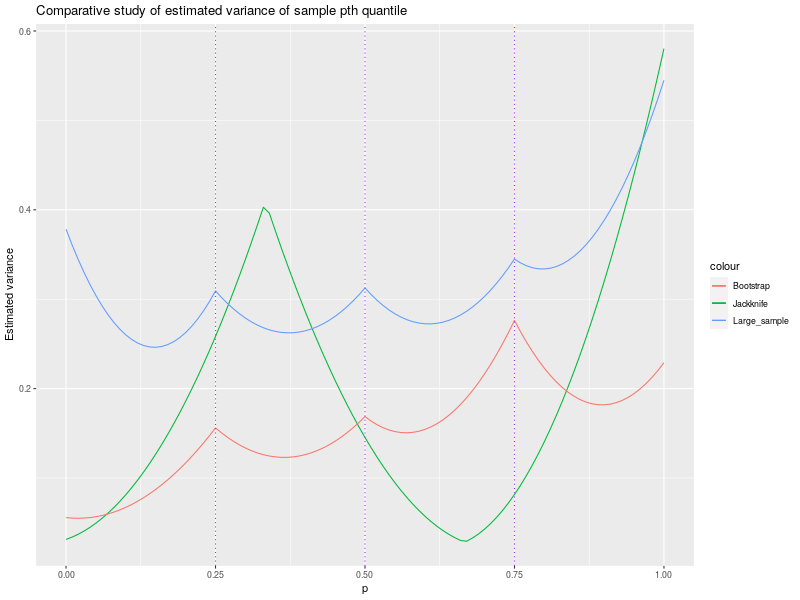 Comparative study of estimated variance of sample pth quantile
Estimated variance
0.6
0.4
0.2
0.00
0.25
0.50
0.75
1.00
p
colour
Bootstrap
Jackknife
Large_sample